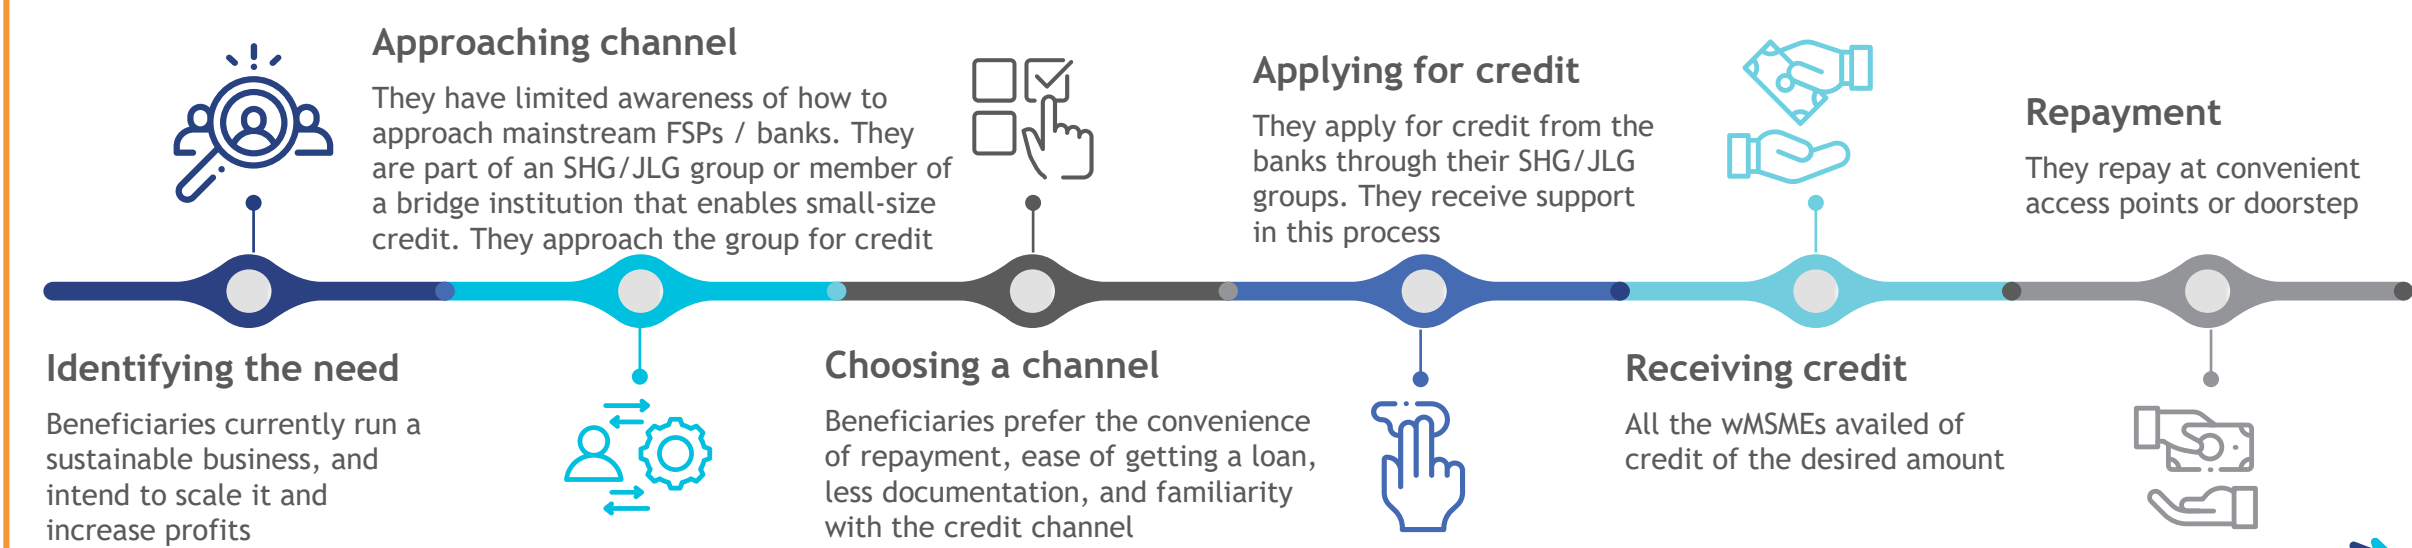 Identifying the need
Beneficiaries currently run a
sustainable business, and
intend to scale it and
increase profits
Approaching channel
They have limited awareness of how to
approach mainstream FSPs / banks. They
are part of an SHG/JLG group or member of
a bridge institution that enables small-size
credit. They approach the group for credit
Choosing a channel
Beneficiaries prefer the convenience
of repayment, ease of getting a loan,
less documentation, and familiarity
with the credit channel
Applying for credit
They apply for credit from the
banks through their SHG/JLG
groups. They receive support
in this process
Receiving credit
All the wMSMEs availed of
credit of the desired amount
Repayment
They repay at convenient
access points or doorstep